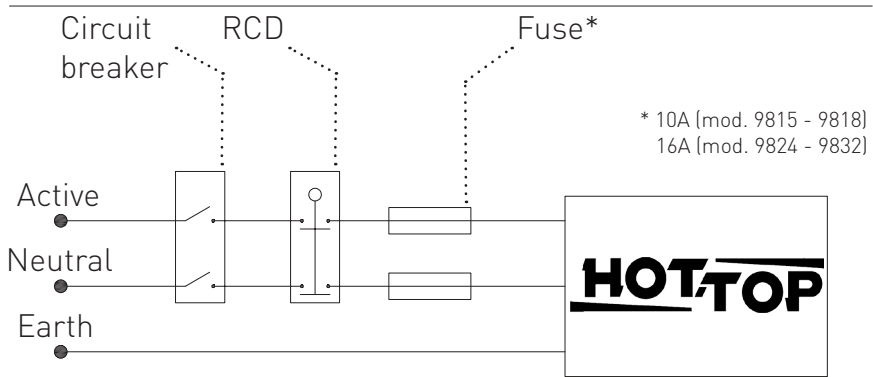 Circuit
breaker
RCD
Fuse*
* 10A (mod. 9815 - 9818)
16A (mod. 9824 - 9832)
Active
Neutral
Earth
HOT-TOP